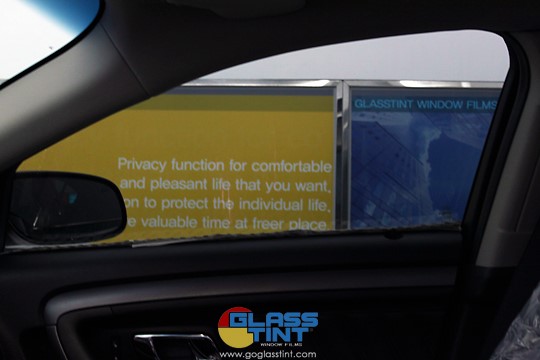 GLASSTINT WINDOW FILMS
Privacy function for comfortable
and pleasant life that you want,
on to protect the individual life,
e valuable time at freer place
GLASS
TINT
WINDOW FILMS
www.goglasstint.com